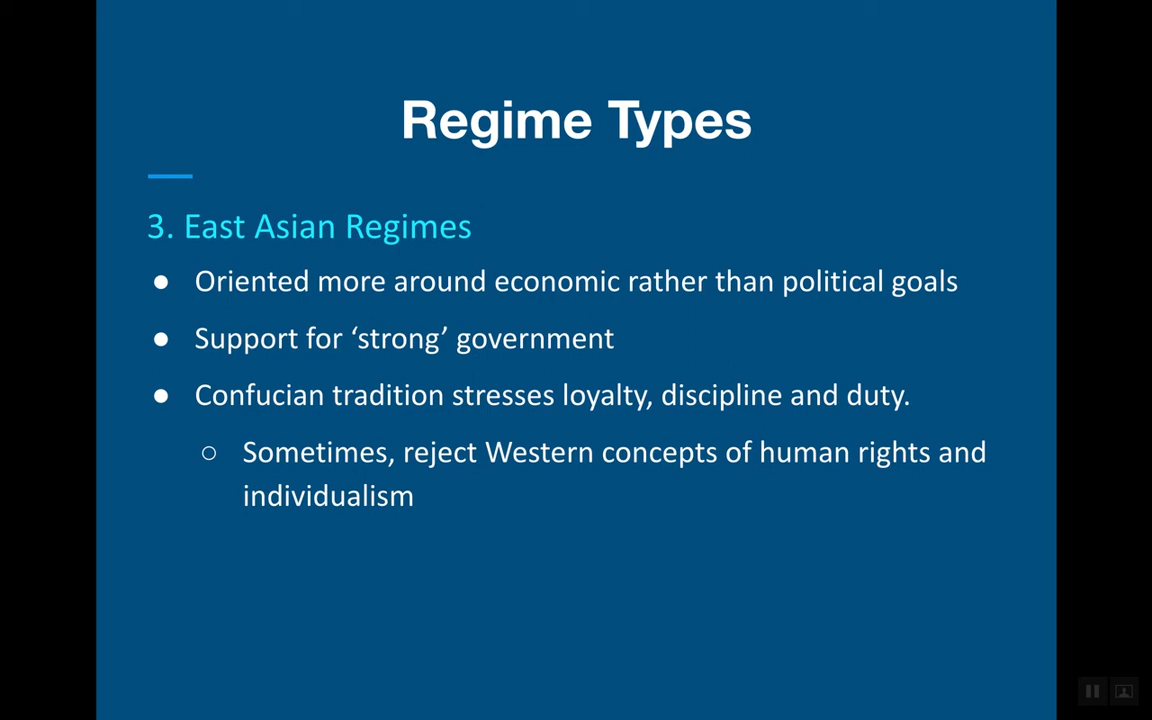 Regime Types
3. East Asian Regimes
● Oriented more around economic rather than political goals
● Support for ‘strong’ government
● Confucian tradition stresses loyalty, discipline and duty.
○ Sometimes, reject Western concepts of human rights and
individualism